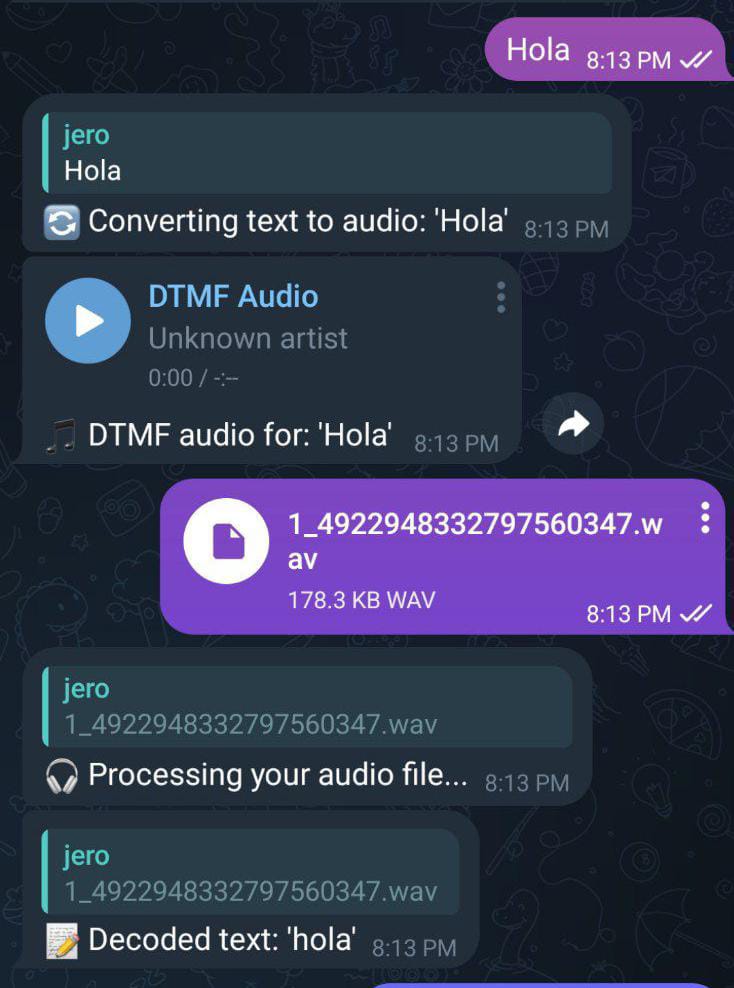 Hola 8:13 PM
jero
Hola
Converting text to audio: 'Hola' 8:13 PM
DTMF Audio
Unknown artist
0:00 / -:--
DTMF audio for: 'Hola' 8:13 PM
1_4922948332797560347.w
av
178.3 KB WAV
8:13 PM
jero
1_4922948332797560347.wav
Processing your audio file... 8:13 PM
jero
1_4922948332797560347.wav
Decoded text: 'hola' 8:13 PM